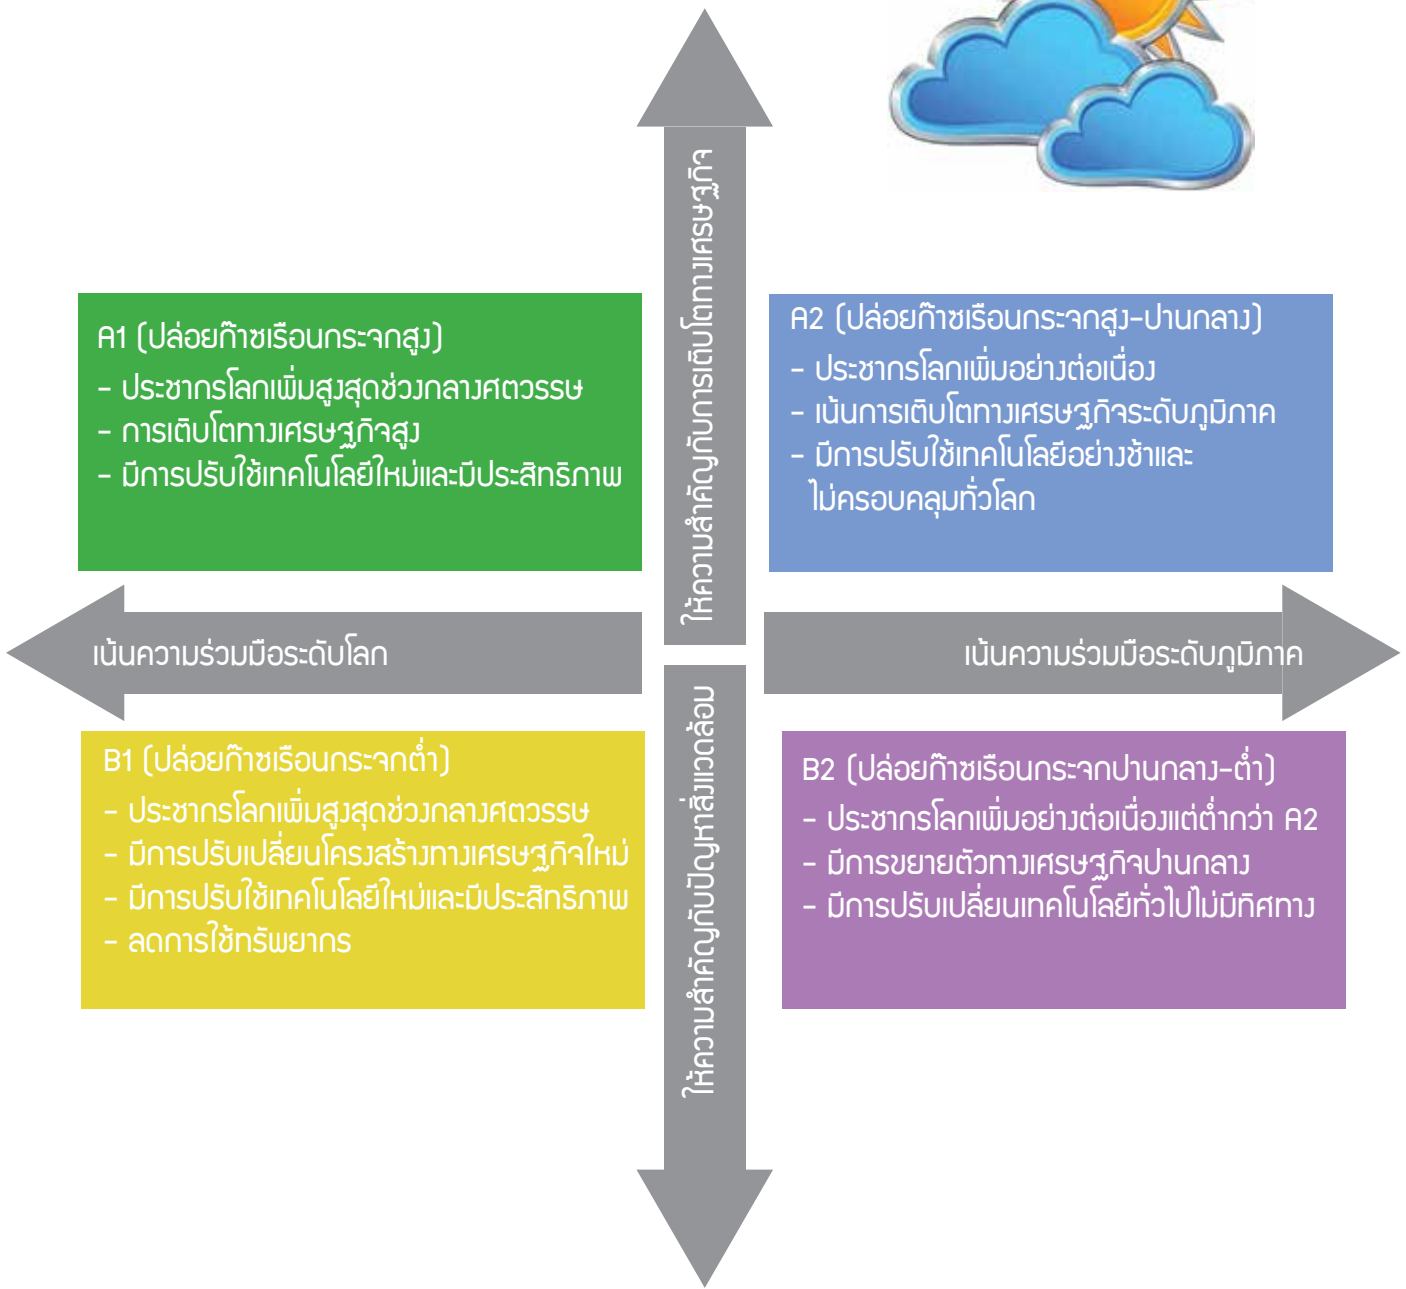 ให้ความสำคัญกับการเติบโตทางเศรษฐกิจ
A1 (ปล่อยก๊าซเรือนกระจกสูง)
- ประชากรโลกเพิ่มสูงสุดช่วงกลางศตวรรษ
- การเติบโตทางเศรษฐกิจสูง
- มีการปรับใช้เทคโนโลยีใหม่และมีประสิทธิภาพ
A2 (ปล่อยก๊าซเรือนกระจกสูง-ปานกลาง)
- ประชากรโลกเพิ่มอย่างต่อเนื่อง
- เน้นการเติบโตทางเศรษฐกิจระดับภูมิภาค
- มีการปรับใช้เทคโนโลยีอย่างช้าและ
ไม่ครอบคลุมทั่วโลก
เน้นความร่วมมือระดับโลก
เน้นความร่วมมือระดับภูมิภาค
ให้ความสำคัญกับปัญหาสิ่งแวดล้อม
B1 (ปล่อยก๊าซเรือนกระจกต่ำ)
- ประชากรโลกเพิ่มสูงสุดช่วงกลางศตวรรษ
- มีการปรับเปลี่ยนโครงสร้างทางเศรษฐกิจใหม่
- มีการปรับใช้เทคโนโลยีใหม่และมีประสิทธิภาพ
- ลดการใช้ทรัพยากร
B2 (ปล่อยก๊าซเรือนกระจกปานกลาง-ต่ำ)
- ประชากรโลกเพิ่มอย่างต่อเนื่องแต่ต่ำกว่า A2
- มีการขยายตัวทางเศรษฐกิจปานกลาง
- มีการปรับเปลี่ยนเทคโนโลยีทั่วไปไม่มีทิศทาง